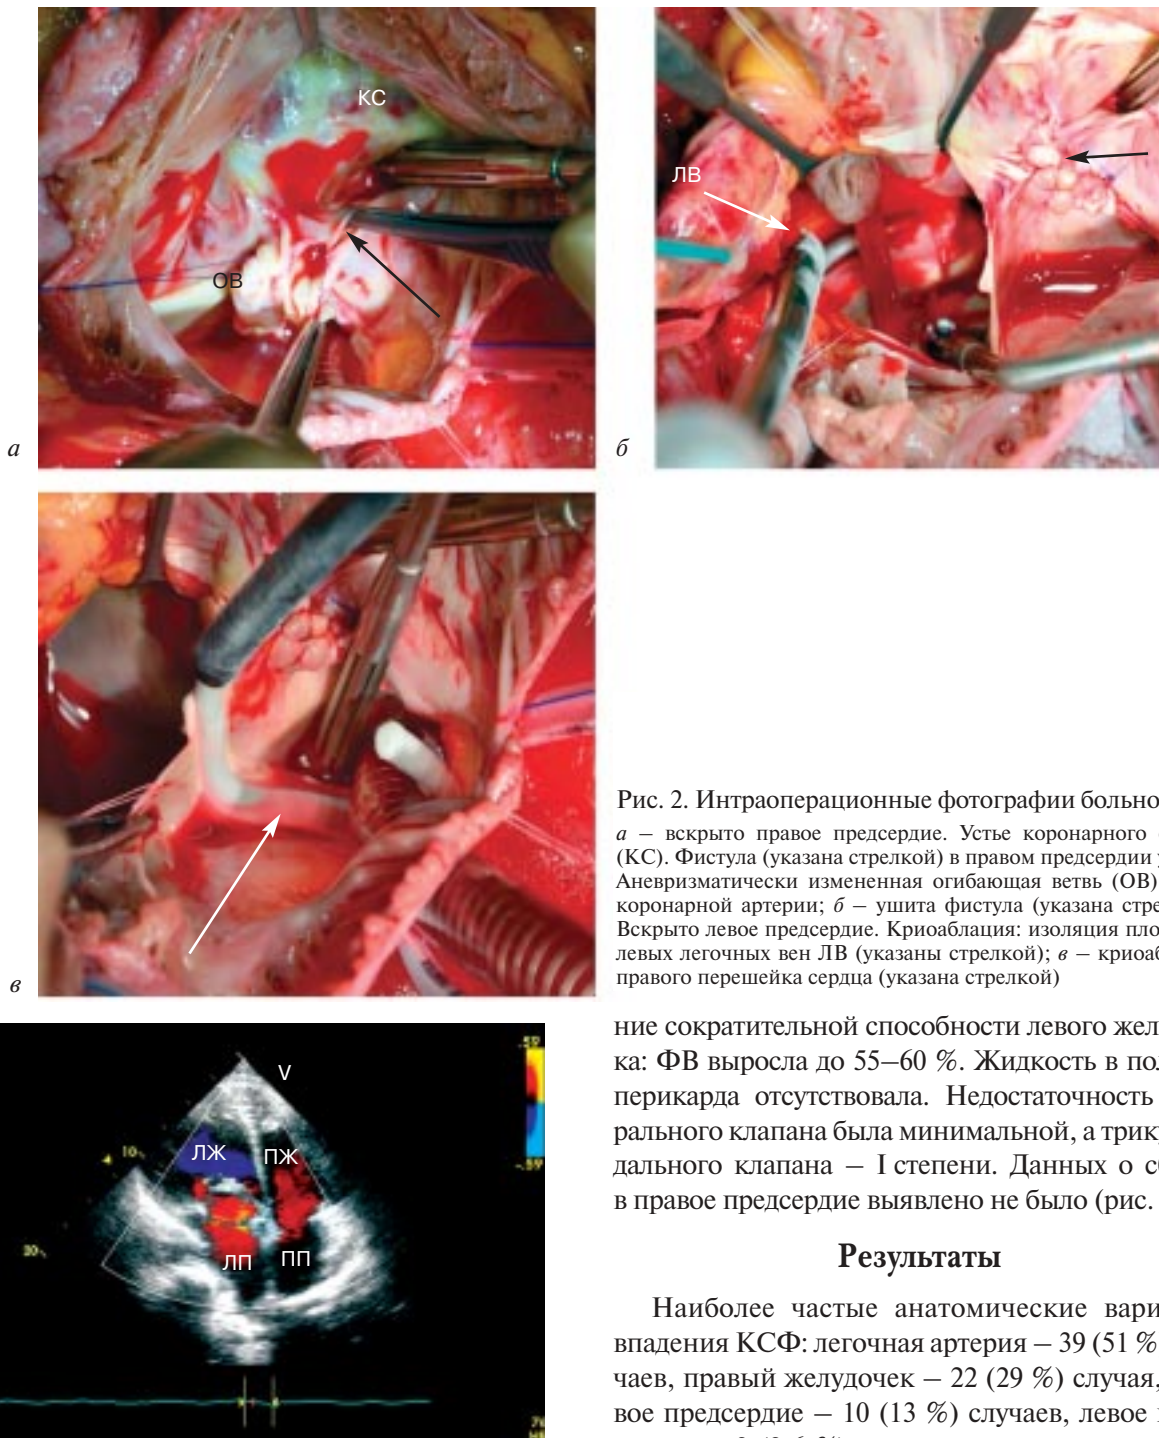 КС
ОВ
а
ЛВ
б
в
Рис. 2. Интраоперационные фотографии больно
а – вскрыто правое предсердие. Устье коронарного
(КС). Фистула (указана стрелкой) в правом предсердии
Аневризматически измененная огибающая ветвь (ОВ)
коронарной артерии; б – ушита фистула (указана стре
Вскрыто левое предсердие. Криоаблация: изоляция пло
левых легочных вен ЛВ (указаны стрелкой); в – криоаб
правого перешейка сердца (указана стрелкой)
.59
V
10
ЛЖ
ПЖ
-.59
20
ЛП
ПП
ние сократительной способности левого жел
ка: ФВ выросла до 55–60 %. Жидкость в пол
перикарда отсутствовала. Недостаточность
рального клапана была минимальной, а трик
дального клапана – I степени. Данных о с
в правое предсердие выявлено не было (рис.
Результаты
Наиболее частые анатомические вари
впадения КСФ: легочная артерия – 39 (51 %
чаев, правый желудочек – 22 (29 %) случая,
вое предсердие – 10 (13 %) случаев, левое